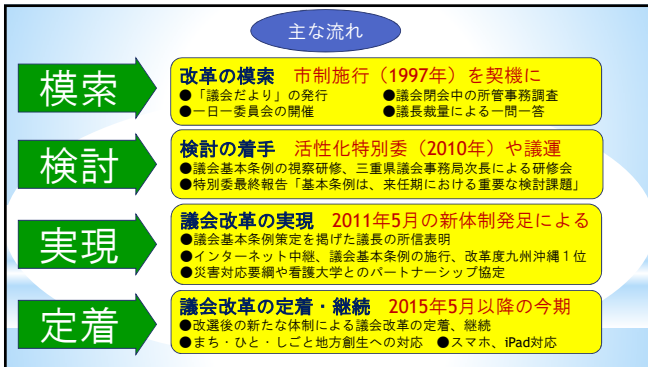 主な流れ
模索
改革の模索 市制施行（1997年）を契機に
●「議会だより」の発行 ●議会閉会中の所管事務調査
●一日一委員会の開催 ●議長裁量による一問一答
検討
検討の着手 活性化特別委（2010年）や議運
●議会基本条例の視察研修、三重県議会事務局次長による研修会
●特別委最終報告「基本条例は、来任期における重要な検討課題」
実現
議会改革の実現 2011年5月の新体制発足による
●議会基本条例策定を掲げた議長の所信表明
●インターネット中継、議会基本条例の施行、改革度九州沖縄１位
●災害対応要綱や看護大学とのパートナーシップ協定
定着
議会改革の定着・継続 2015年5月以降の今期
●改選後の新たな体制による議会改革の定着、継続
●まち・ひと・しごと地方創生への対応 ●スマホ、iPad対応